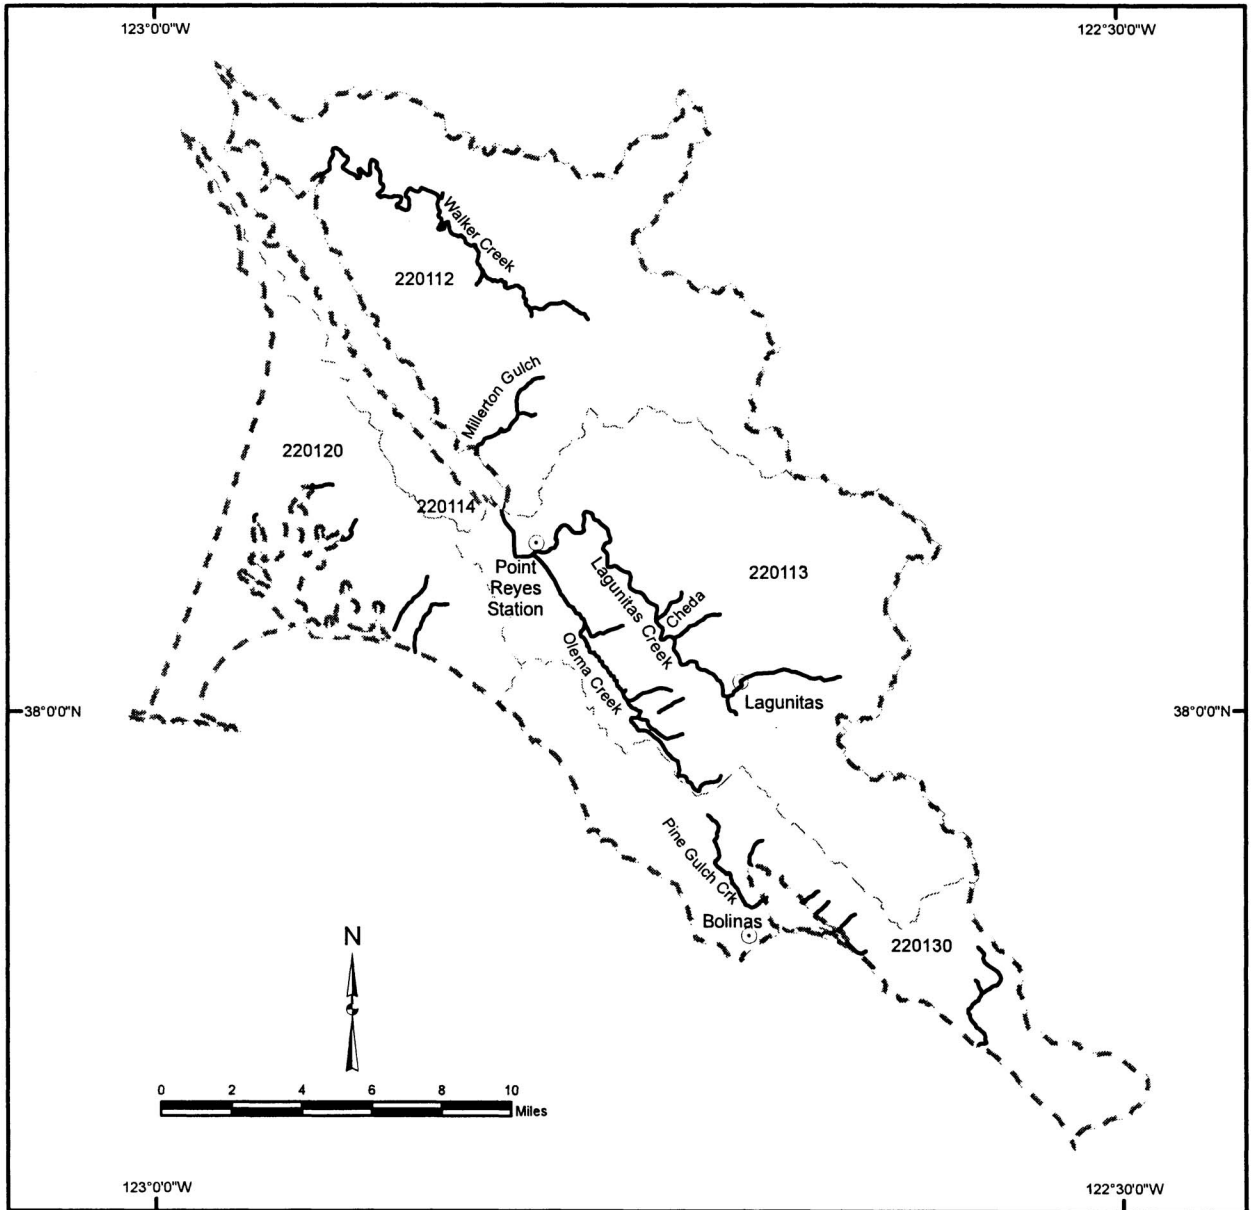 123°0'0"W
122°30'0"W
Walker Creek
220112
Millerton Gulch
220120
220114
Point
Reyes
Station
220113
Lagunitas Creek
Cheda
Olema Creek
Lagunitas
38°0'0"N
38°0'0"N
Pine Gulch Crk
Bolinas
220130
N
0 2 4 6 8 10
Miles
123°0'0"W
122°30'0"W